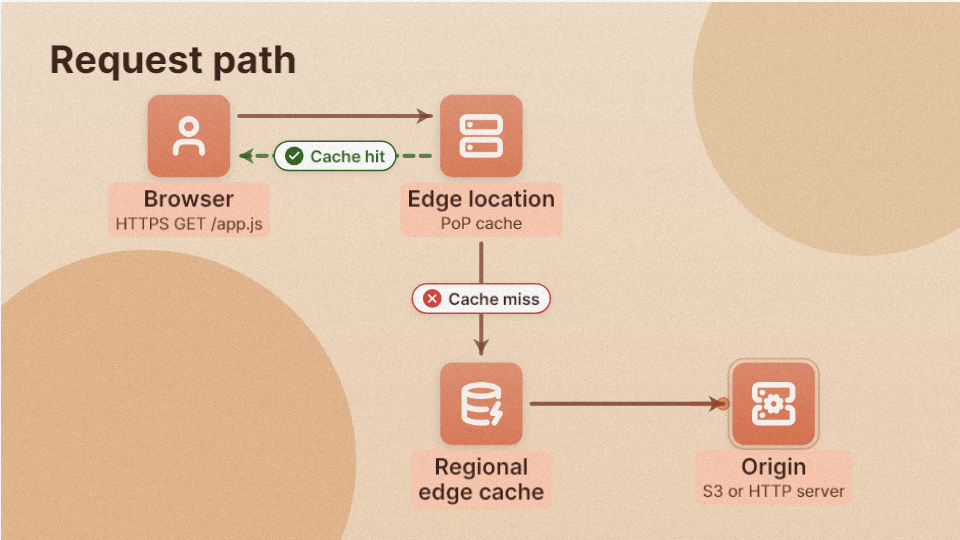 Request path
Cache hit
Browser
HTTPS GET /app.js
Edge location
PoP cache
Cache miss
Regional
edge cache
Origin
S3 or HTTP server